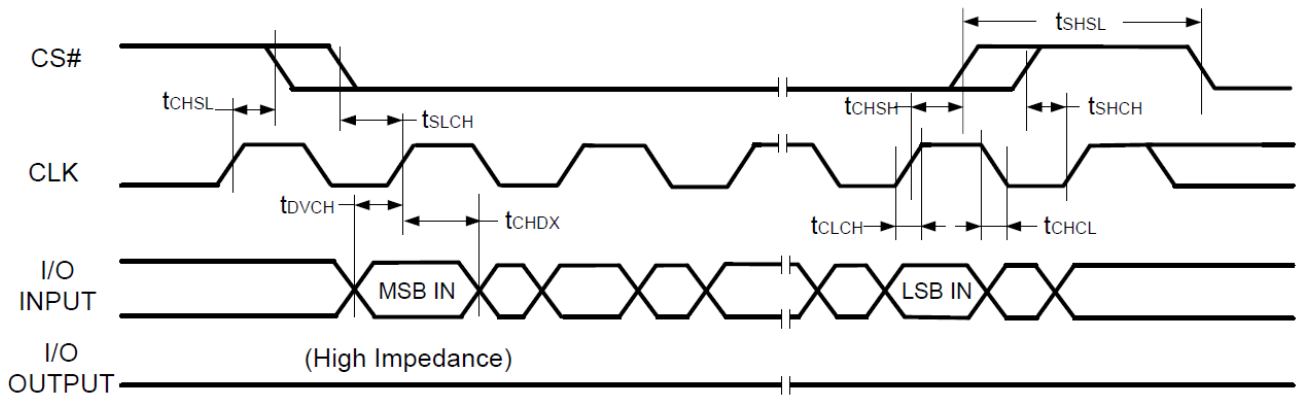 tSHSL
CS#
tCHSL
tSLCH
tCHSH
tSHCH
CLK
tDVCH
tCHDX
tCLCH
tCHCL
I/O
INPUT
MSB IN
LSB IN
I/O
OUTPUT
(High Impedance)